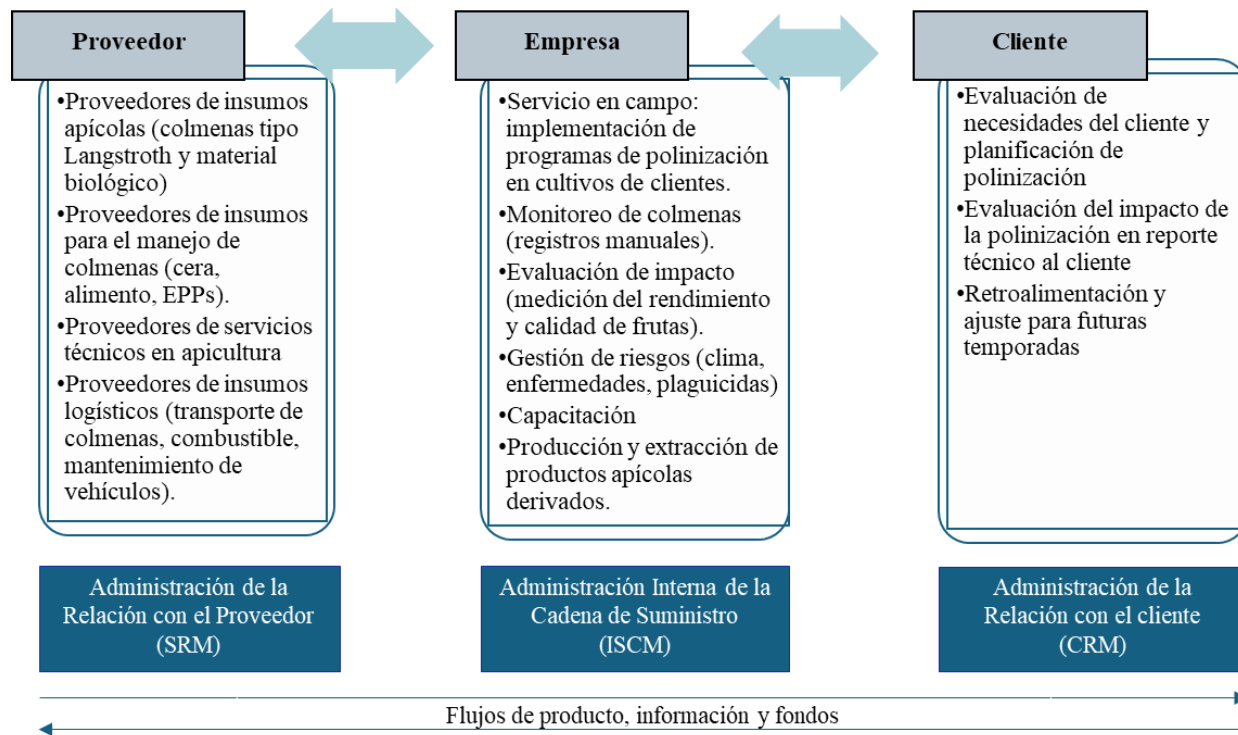 Proveedor
•Proveedores de insumos
apícolas (colmenas tipo
Langstroth y material
biológico)
•Proveedores de insumos
para el manejo de
colmenas (cera,
alimento, EPPs).
•Proveedores de servicios
técnicos en apicultura
•Proveedores de insumos
logísticos (transporte de
colmenas, combustible,
mantenimiento de
vehículos).
Administración de la
Relación con el Proveedor
(SRM)
Empresa
•Servicio en campo:
implementación de
programas de polinización
en cultivos de clientes.
•Monitoreo de colmenas
(registros manuales).
•Evaluación de impacto
(medición del rendimiento
y calidad de frutas).
•Gestión de riesgos (clima,
enfermedades, plaguicidas)
•Capacitación
•Producción y extracción de
productos apícolas
derivados.
Administración Interna de la
Cadena de Suministro
(ISCM)
Cliente
•Evaluación de
necesidades del cliente y
planificación de
polinización
•Evaluación del impacto de
la polinización en reporte
técnico al cliente
•Retroalimentación y
ajuste para futuras
temporadas
Administración de la
Relación con el cliente
(CRM)
Flujos de producto, información y fondos